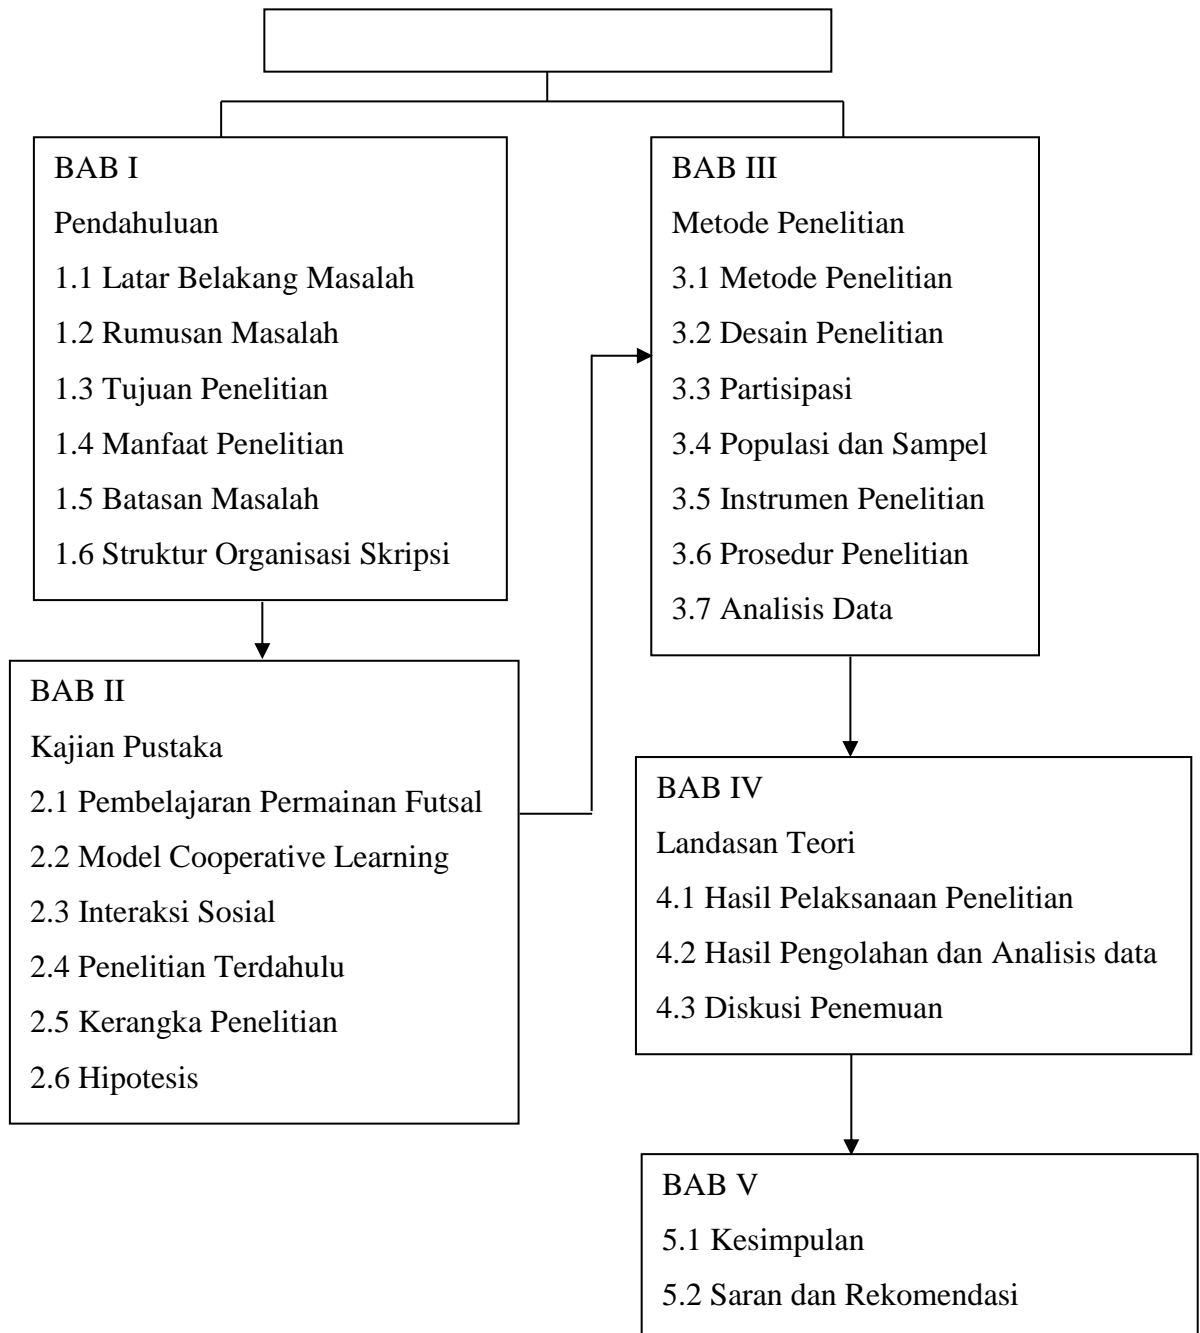 BAB I
Pendahuluan
1.1 Latar Belakang Masalah
1.2 Rumusan Masalah
1.3 Tujuan Penelitian
1.4 Manfaat Penelitian
1.5 Batasan Masalah
1.6 Struktur Organisasi Skripsi
BAB II
Kajian Pustaka
2.1 Pembelajaran Permainan Futsal
2.2 Model Cooperative Learning
2.3 Interaksi Sosial
2.4 Penelitian Terdahulu
2.5 Kerangka Penelitian
2.6 Hipotesis
BAB III
Metode Penelitian
3.1 Metode Penelitian
3.2 Desain Penelitian
3.3 Partisipasi
3.4 Populasi dan Sampel
3.5 Instrumen Penelitian
3.6 Prosedur Penelitian
3.7 Analisis Data
BAB IV
Landasan Teori
4.1 Hasil Pelaksanaan Penelitian
4.2 Hasil Pengolahan dan Analisis data
4.3 Diskusi Penemuan
BAB V
5.1 Kesimpulan
5.2 Saran dan Rekomendasi